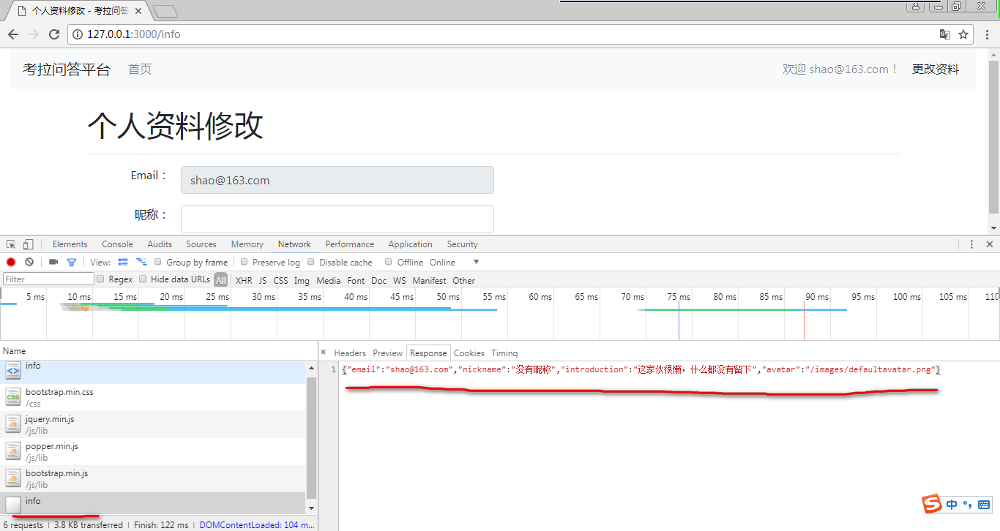 个人资料修改 - 考拉问答
127.0.0.1:3000/info
考拉问答平台 首页 欢迎 shao@163.com！ 更改资料
个人资料修改
Email： shao@163.com
昵称：
Elements Console Audits Sources Memory Network Performance Application Security
View: Group by frame Preserve log Disable cache Offline Online
Filter Regex Hide data URLs All XHR JS CSS Img Media Font Doc WS Manifest Other
5 ms 10 ms 15 ms 20 ms 25 ms 30 ms 35 ms 40 ms 45 ms 50 ms 55 ms 60 ms 65 ms 70 ms 75 ms 80 ms 85 ms 90 ms 95 ms 100 ms 105 ms 110
Name
Headers Preview Response Cookies Timing
1 {"email":"shao@163.com","nickname":"没有昵称","introduction":"这家伙很懒，什么都没有留下","avatar":"/images/defaultavatar.png"}
info
bootstrap.min.css
/css
jquery.min.js
/js/lib
popper.min.js
/js/lib
bootstrap.min.js
/js/lib
info
6 requests | 3.8 KB transferred | Finish: 122 ms | DOMContentLoaded: 104 m...
中